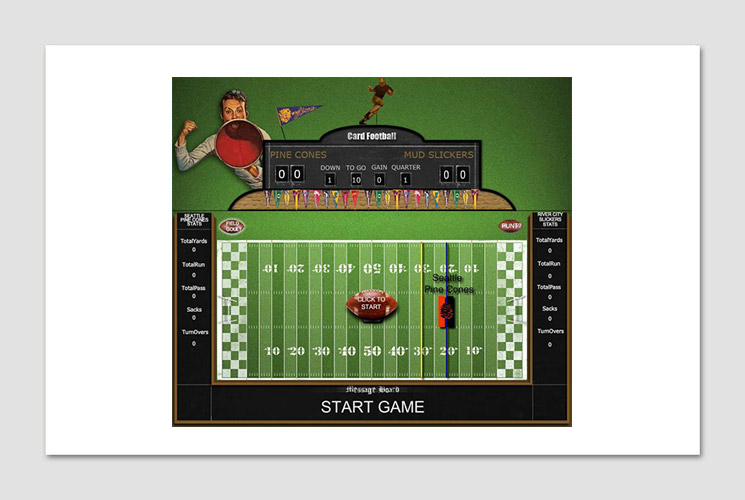 Card Football
PINE CONES MUD SLICKERS
DOWN TO GO GAIN QUARTER
0 0 1 10 0 1 0 0
SEATTLE
PINE CONES
STATS
TotalYards
0
TotalRun
0
TotalPass
0
Sacks
0
TurnOvers
0
FIELD
GOAL?
RUN?
10 20 30 40 50 40 30 20 10
Seattle
Pine Cones
CLICK TO
START
10 20 30 40 50 40 30 20 10
RIVER CITY
SLICKERS
STATS
TotalYards
0
TotalRun
0
TotalPass
0
Sacks
0
TurnOvers
0
Message Board
START GAME